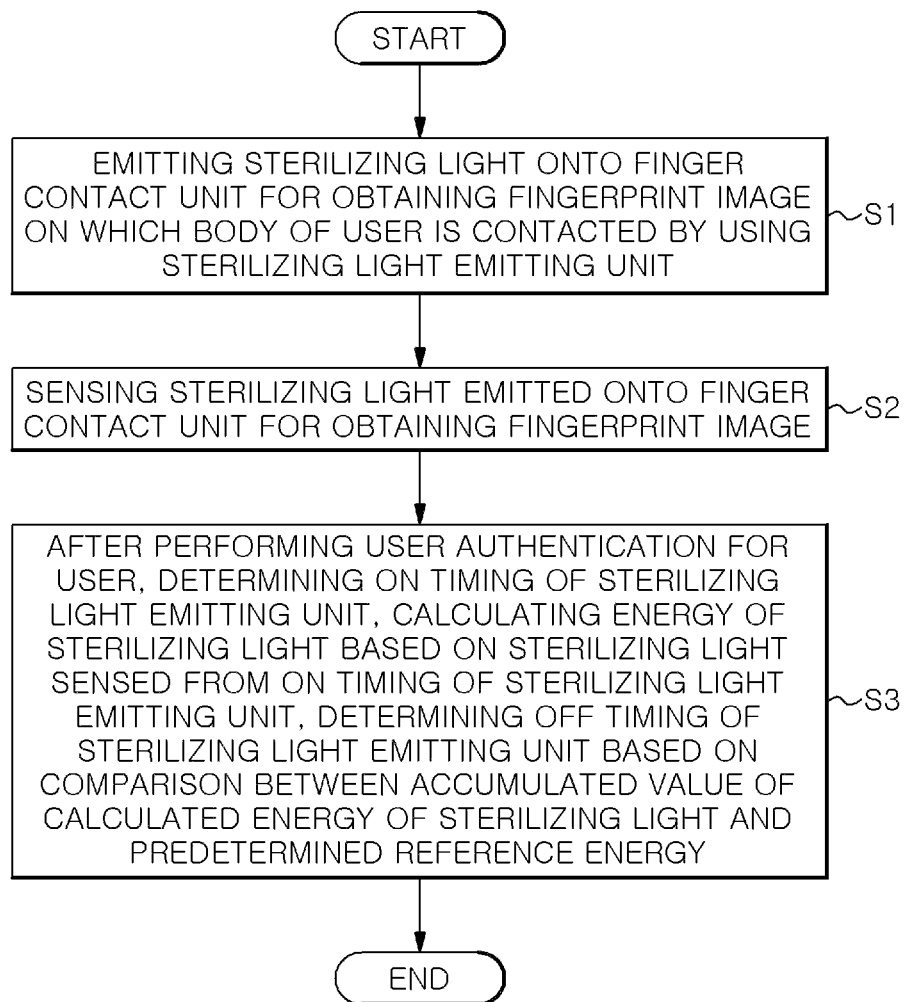 START
EMITTING STERILIZING LIGHT ONTO FINGER
CONTACT UNIT FOR OBTAINING FINGERPRINT IMAGE
ON WHICH BODY OF USER IS CONTACTED BY USING
STERILIZING LIGHT EMITTING UNIT
S1
SENSING STERILIZING LIGHT EMITTED ONTO FINGER
CONTACT UNIT FOR OBTAINING FINGERPRINT IMAGE
S2
AFTER PERFORMING USER AUTHENTICATION FOR
USER, DETERMINING ON TIMING OF STERILIZING
LIGHT EMITTING UNIT, CALCULATING ENERGY OF
STERILIZING LIGHT BASED ON STERILIZING LIGHT
SENSED FROM ON TIMING OF STERILIZING LIGHT
EMITTING UNIT, DETERMINING OFF TIMING OF
STERILIZING LIGHT EMITTING UNIT BASED ON
COMPARISON BETWEEN ACCUMULATED VALUE OF
CALCULATED ENERGY OF STERILIZING LIGHT AND
PREDETERMINED REFERENCE ENERGY
S3
END